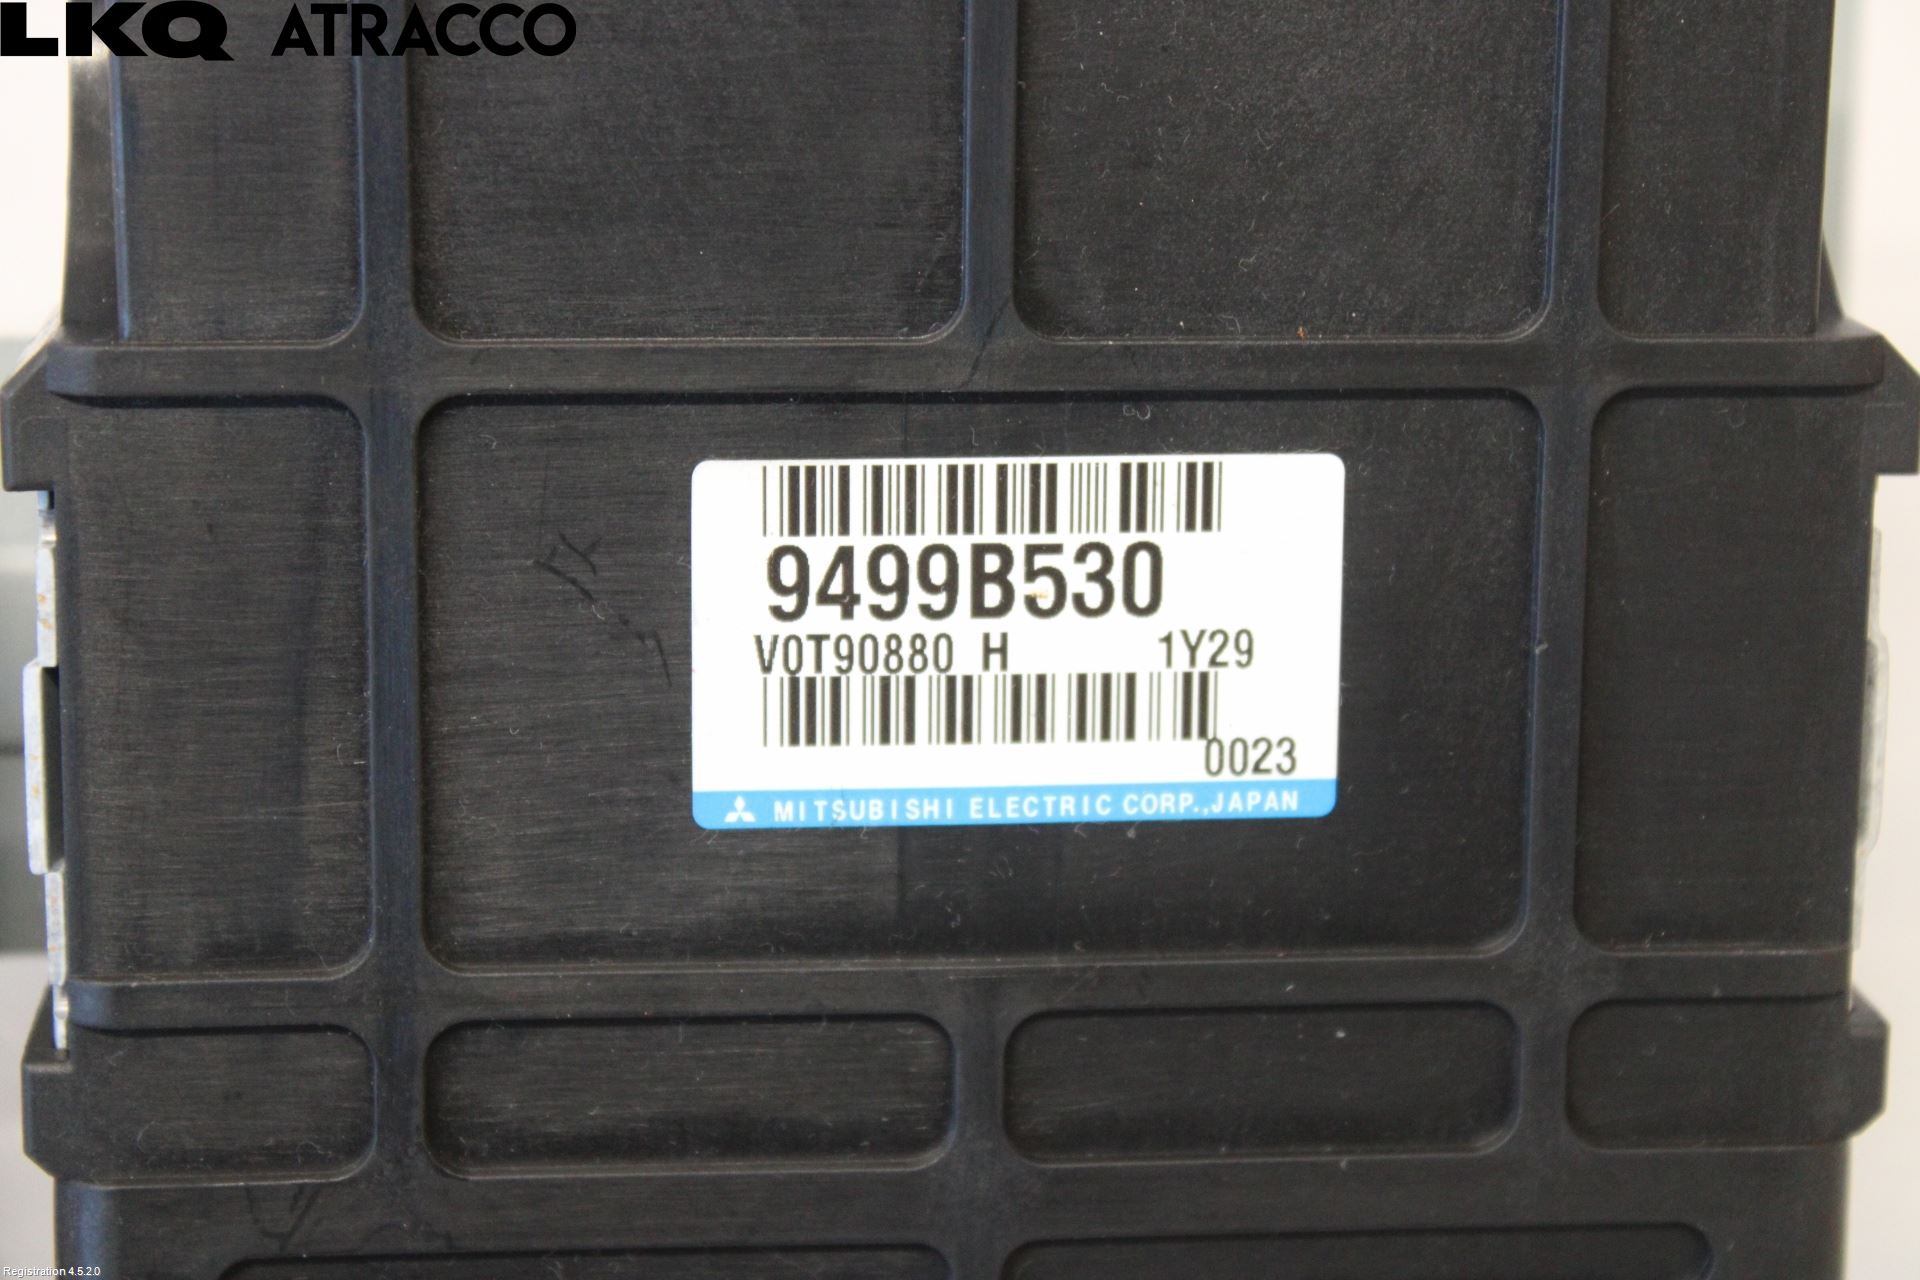 LKQ ATRACCO
9499B530
V0T90880 H 1Y29
0023
MITSUBISHI ELECTRIC CORP.,JAPAN
Registration 4.5.2.0